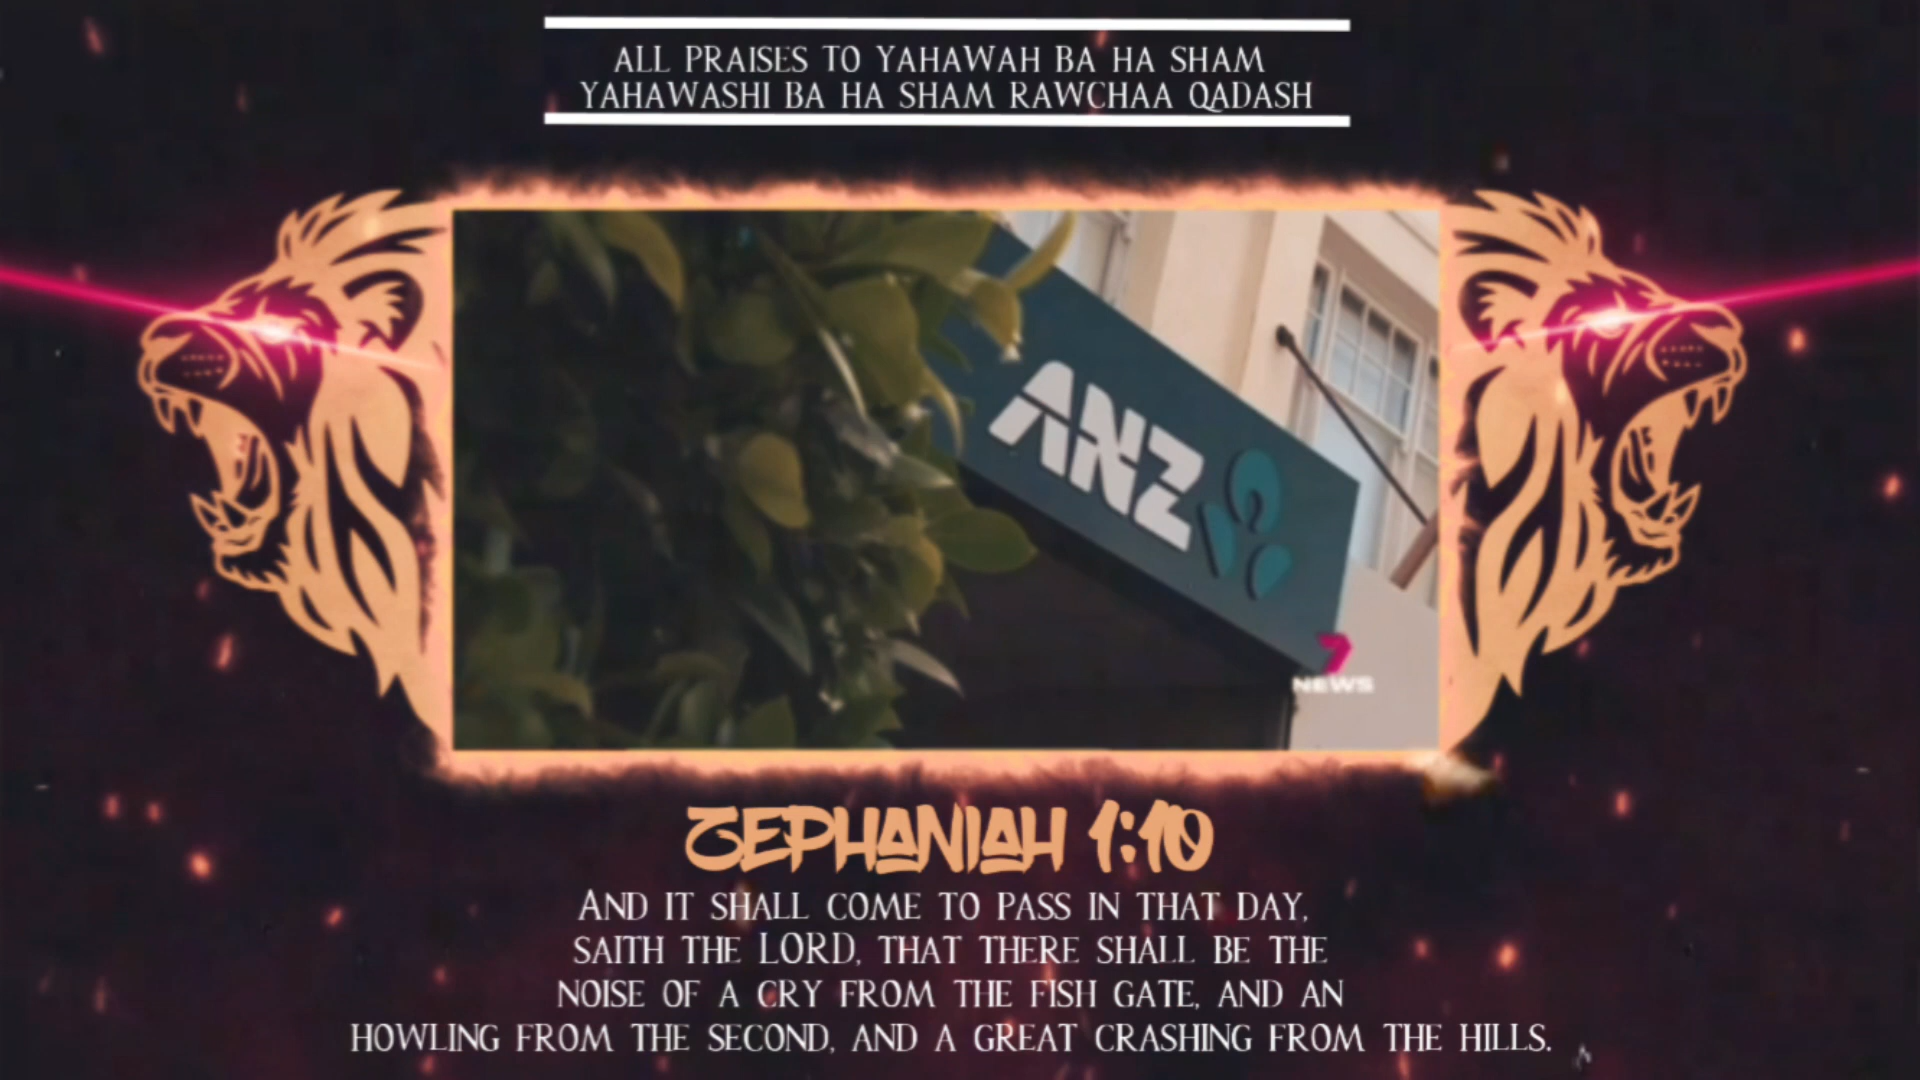 ALL PRAISES TO YAHAWAH BA HA SHAM
YAHAWASHI BA HA SHAM RAWCHAA QADASH
ANZ
7
NEWS
ZEPHANIAH 1:10
AND IT SHALL COME TO PASS IN THAT DAY,
SAITH THE LORD, THAT THERE SHALL BE THE
NOISE OF A CRY FROM THE FISH GATE, AND AN
HOWLING FROM THE SECOND, AND A GREAT CRASHING FROM THE HILLS.